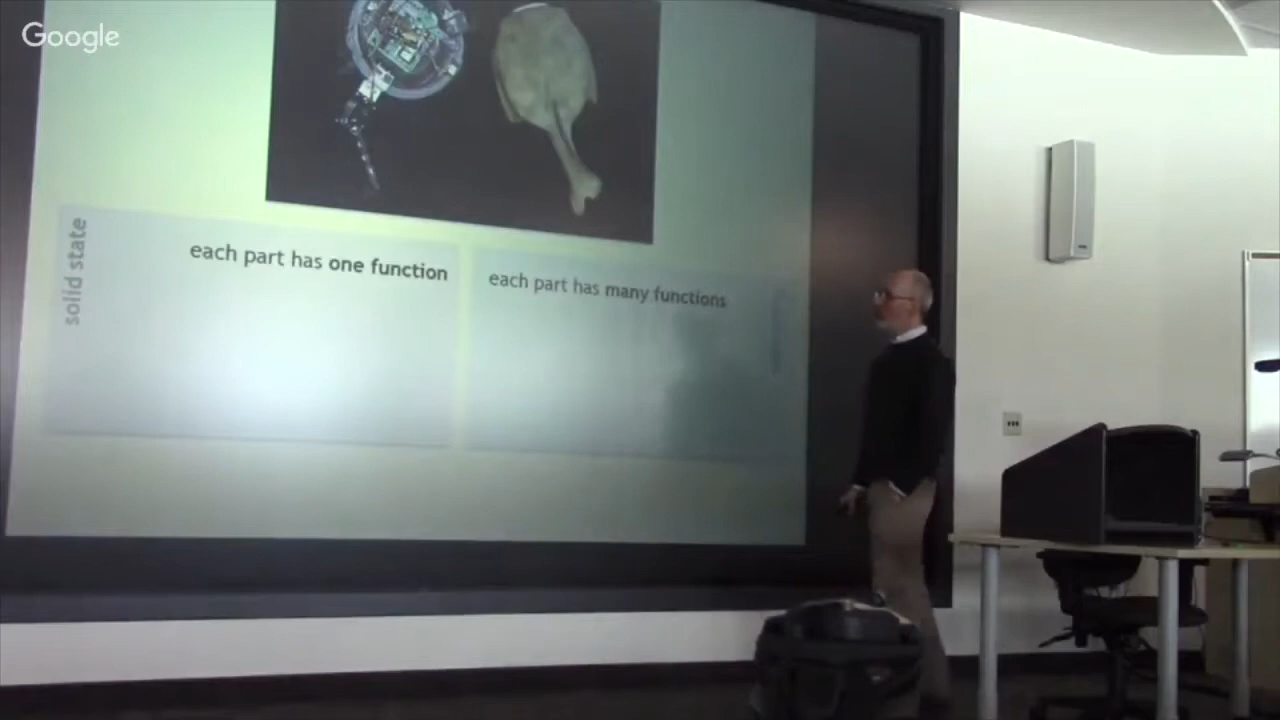 Google
solid state
each part has one function
each part has many functions